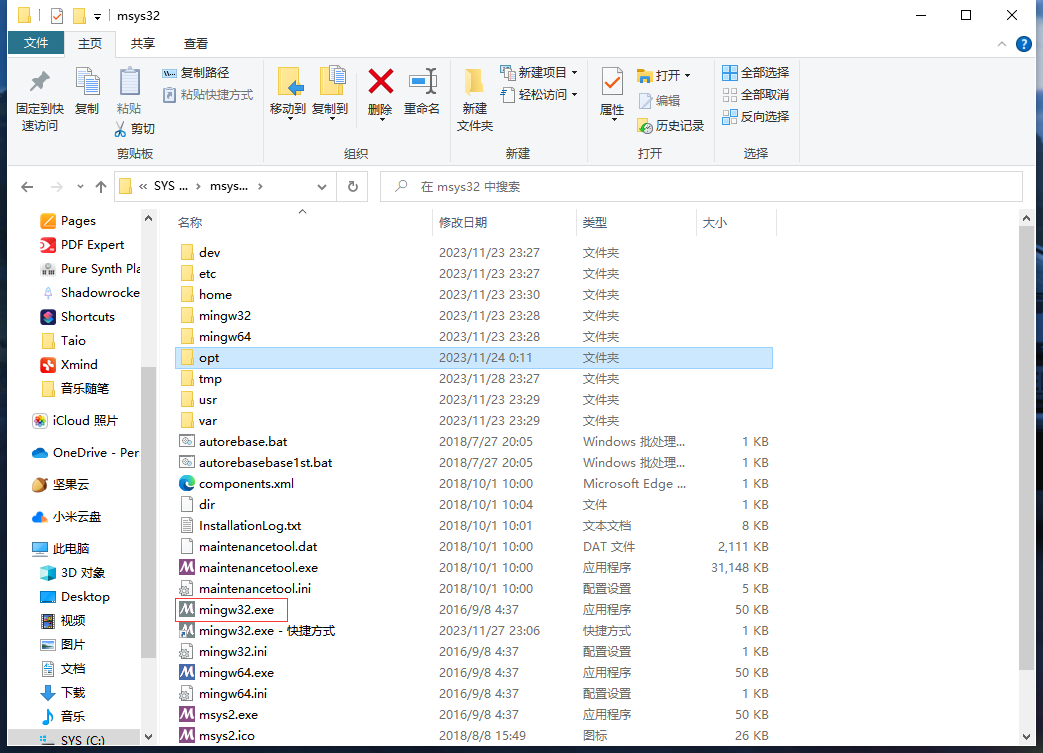 msys32
文件 主页 共享 查看
固定到快速访问
复制
粘贴
复制路径
粘贴快捷方式
剪切
移动到
复制到
删除
重命名
新建文件夹
新建项目
轻松访问
属性
打开
编辑
历史记录
全部选择
全部取消
反向选择
剪贴板 组织 新建 打开 选择
« SYS ... › msys... ›
在 msys32 中搜索
Pages
PDF Expert
Pure Synth Pla
Shadowrocke
Shortcuts
Taio
Xmind
音乐随笔
iCloud 照片
OneDrive - Per
坚果云
小米云盘
此电脑
3D 对象
Desktop
视频
图片
文档
下载
音乐
SYS (C:)
名称 修改日期 类型 大小
dev 2023/11/23 23:27 文件夹
etc 2023/11/23 23:27 文件夹
home 2023/11/23 23:30 文件夹
mingw32 2023/11/23 23:28 文件夹
mingw64 2023/11/23 23:28 文件夹
opt 2023/11/24 0:11 文件夹
tmp 2023/11/28 23:27 文件夹
usr 2023/11/23 23:29 文件夹
var 2023/11/23 23:29 文件夹
autorebase.bat 2018/7/27 20:05 Windows 批处理... 1 KB
autorebasebase1st.bat 2018/7/27 20:05 Windows 批处理... 1 KB
components.xml 2018/10/1 10:00 Microsoft Edge ... 1 KB
dir 2018/10/1 10:04 文件 1 KB
InstallationLog.txt 2018/10/1 10:01 文本文档 8 KB
maintenancetool.dat 2018/10/1 10:00 DAT 文件 2,111 KB
maintenancetool.exe 2018/10/1 10:00 应用程序 31,148 KB
maintenancetool.ini 2018/10/1 10:00 配置设置 5 KB
mingw32.exe 2016/9/8 4:37 应用程序 50 KB
mingw32.exe - 快捷方式 2023/11/27 23:06 快捷方式 1 KB
mingw32.ini 2016/9/8 4:37 配置设置 1 KB
mingw64.exe 2016/9/8 4:37 应用程序 50 KB
mingw64.ini 2016/9/8 4:37 配置设置 1 KB
msys2.exe 2016/9/8 4:37 应用程序 50 KB
msys2.ico 2018/8/8 15:49 图标 26 KB